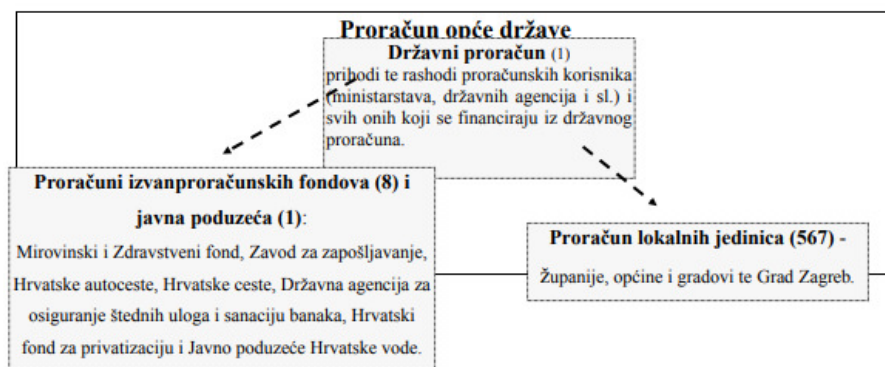 Proračun opće države
Državni proračun (1)
prihodi te rashodi proračunskih korisnika
(ministarstava, državnih agencija i sl.) i
svih onih koji se financiraju iz državnog
proračuna.
Proračuni izvanproračunskih fondova (8) i
javna poduzeća (1):
Mirovinski i Zdravstveni fond, Zavod za zapošljavanje,
Hrvatske autoceste, Hrvatske ceste, Državna agencija za
osiguranje štednih uloga i sanaciju banaka, Hrvatski
fond za privatizaciju i Javno poduzeće Hrvatske vode.
Proračun lokalnih jedinica (567) -
Županije, općine i gradovi te Grad Zagreb.